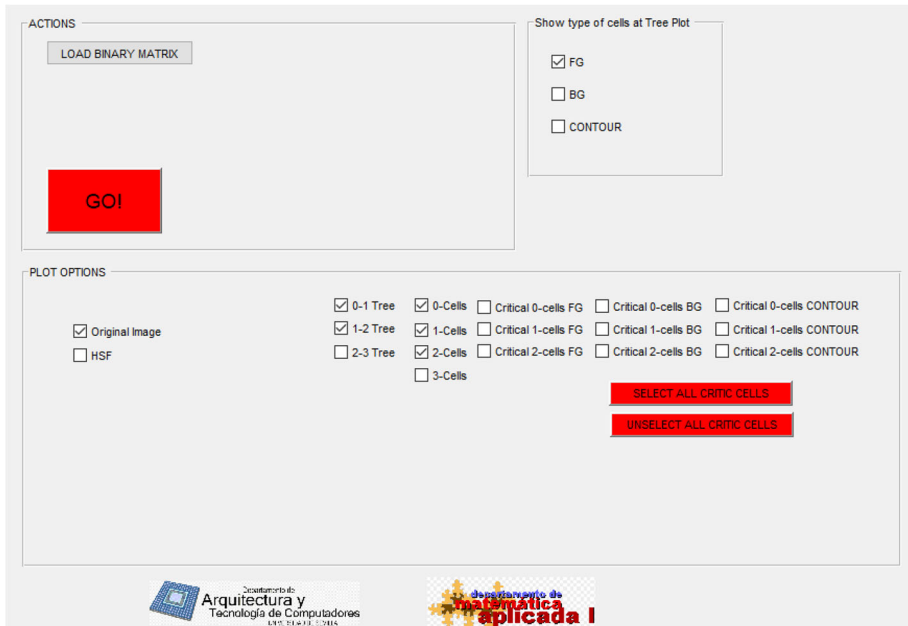 ACTIONS
LOAD BINARY MATRIX
GO!
Show type of cells at Tree Plot
FG
BG
CONTOUR
PLOT OPTIONS
Original Image
HSF
0-1 Tree
1-2 Tree
2-3 Tree
0-Cells
1-Cells
2-Cells
3-Cells
Critical 0-cells FG
Critical 1-cells FG
Critical 2-cells FG
Critical 0-cells BG
Critical 1-cells BG
Critical 2-cells BG
Critical 0-cells CONTOUR
Critical 1-cells CONTOUR
Critical 2-cells CONTOUR
SELECT ALL CRITIC CELLS
UNSELECT ALL CRITIC CELLS
Departamento de
Arquitectura y
Tecnología de Computadores
departamento de
matemática
aplicada I